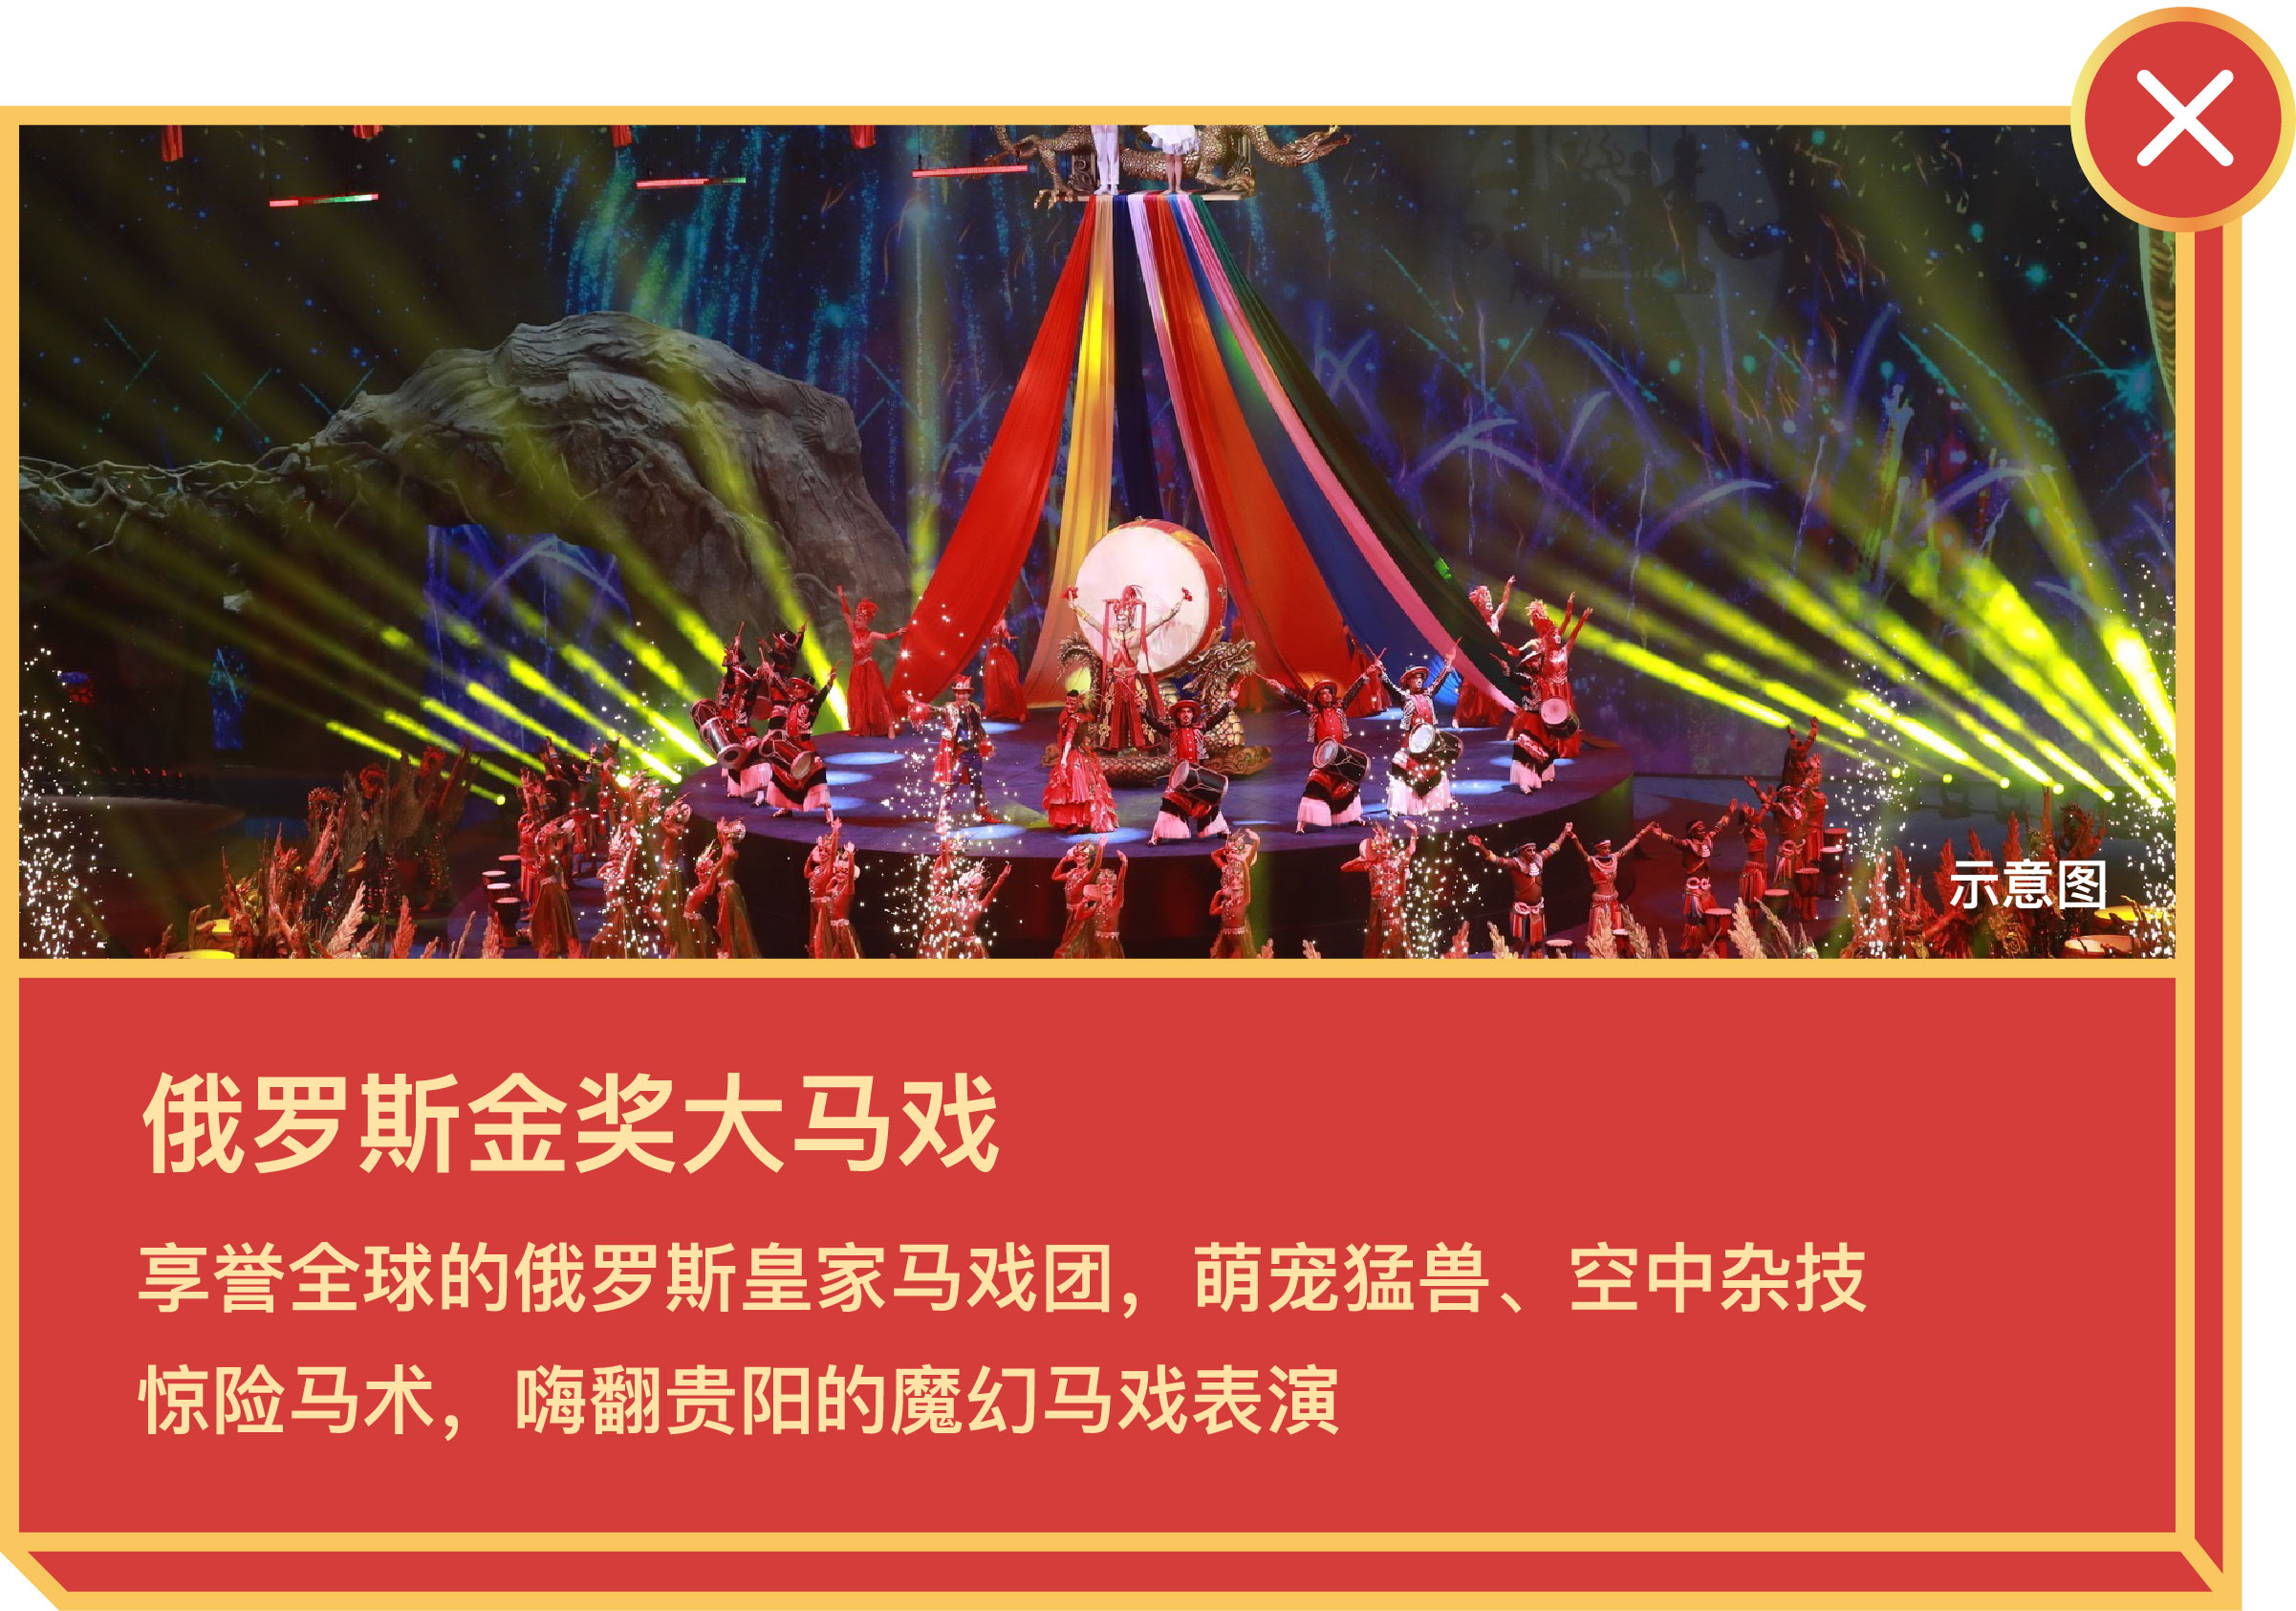 示意图
俄罗斯金奖大马戏
享誉全球的俄罗斯皇家马戏团，萌宠猛兽、空中杂技
惊险马术，嗨翻贵阳的魔幻马戏表演